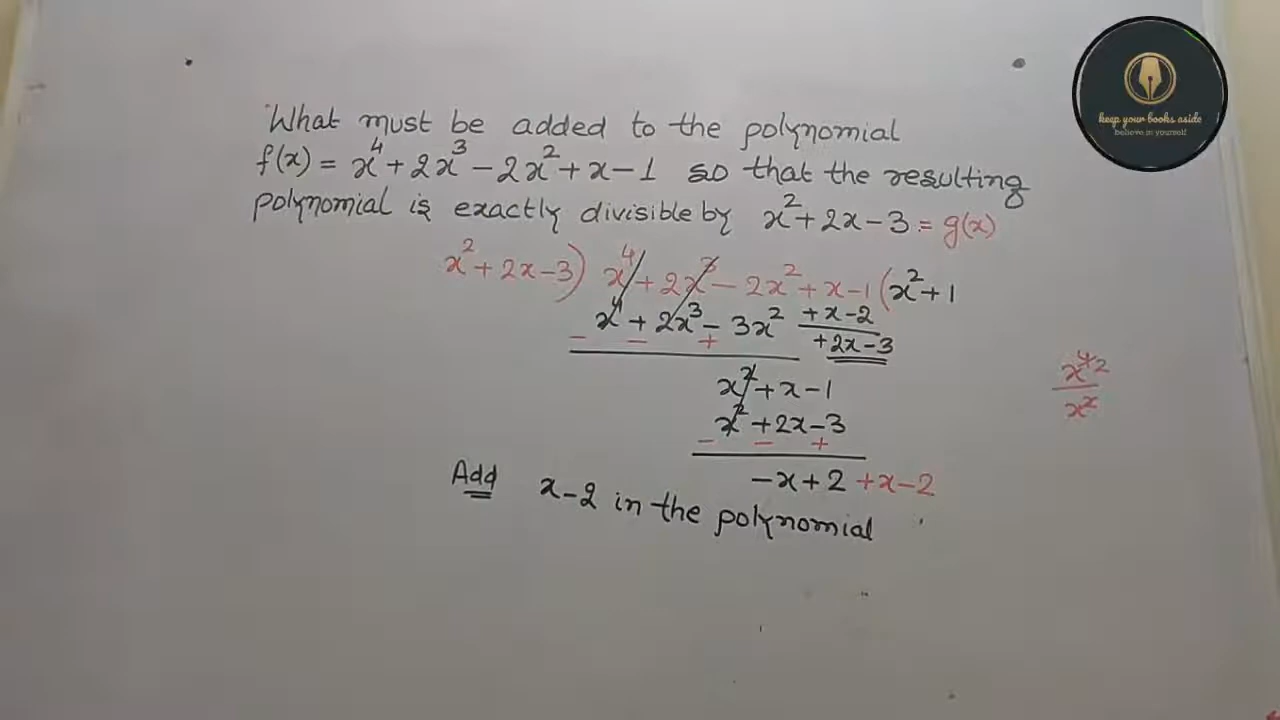 What must be added to the polynomial
f(x) = x⁴ + 2x³ - 2x² + x - 1 so that the resulting
polynomial is exactly divisible by x² + 2x - 3 = g(x)
x² + 2x - 3) x⁴ + 2x³ - 2x² + x - 1 (x² + 1
x⁴ + 2x³ - 3x² + x - 2
- - +
+ 2x - 3
x² + x - 1
x² + 2x - 3
- - +
- x + 2 + x - 2
Add x - 2 in the polynomial
x⁴ 2
x²
keep your books aside
believe in yourself